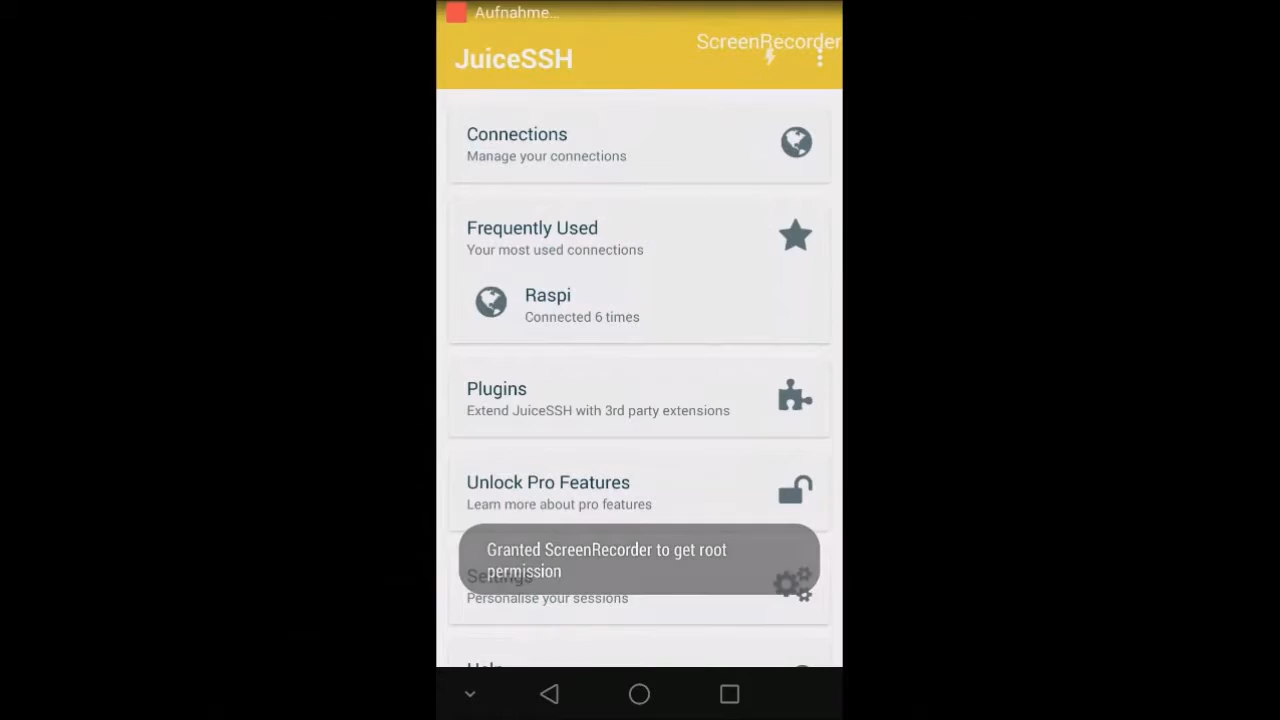 Aufnahme...
ScreenRecorder
JuiceSSH
Connections
Manage your connections
Frequently Used
Your most used connections
Raspi
Connected 6 times
Plugins
Extend JuiceSSH with 3rd party extensions
Unlock Pro Features
Learn more about pro features
Granted ScreenRecorder to get root
permission
Settings
Personalise your sessions
Help